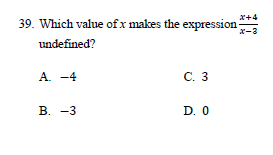 39. Which value of x makes the expression x+4/x−3
undefined?
A. −4
C. 3
B. −3
D. 0